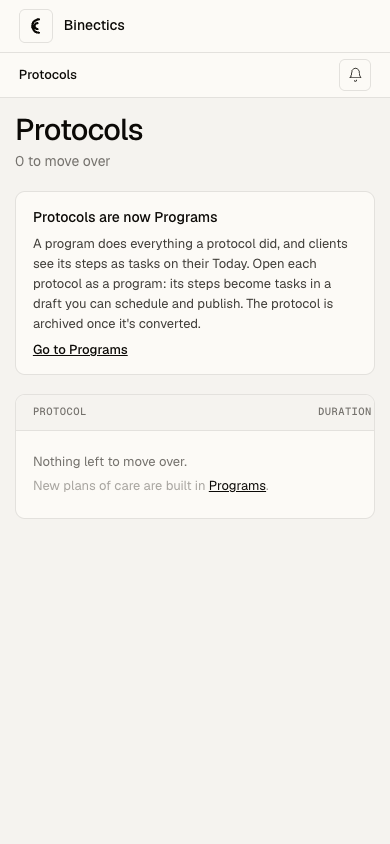 Binectics
Protocols
Protocols
0 to move over
Protocols are now Programs
A program does everything a protocol did, and clients
see its steps as tasks on their Today. Open each
protocol as a program: its steps become tasks in a
draft you can schedule and publish. The protocol is
archived once it's converted.
Go to Programs
PROTOCOL DURATION
Nothing left to move over.
New plans of care are built in Programs.